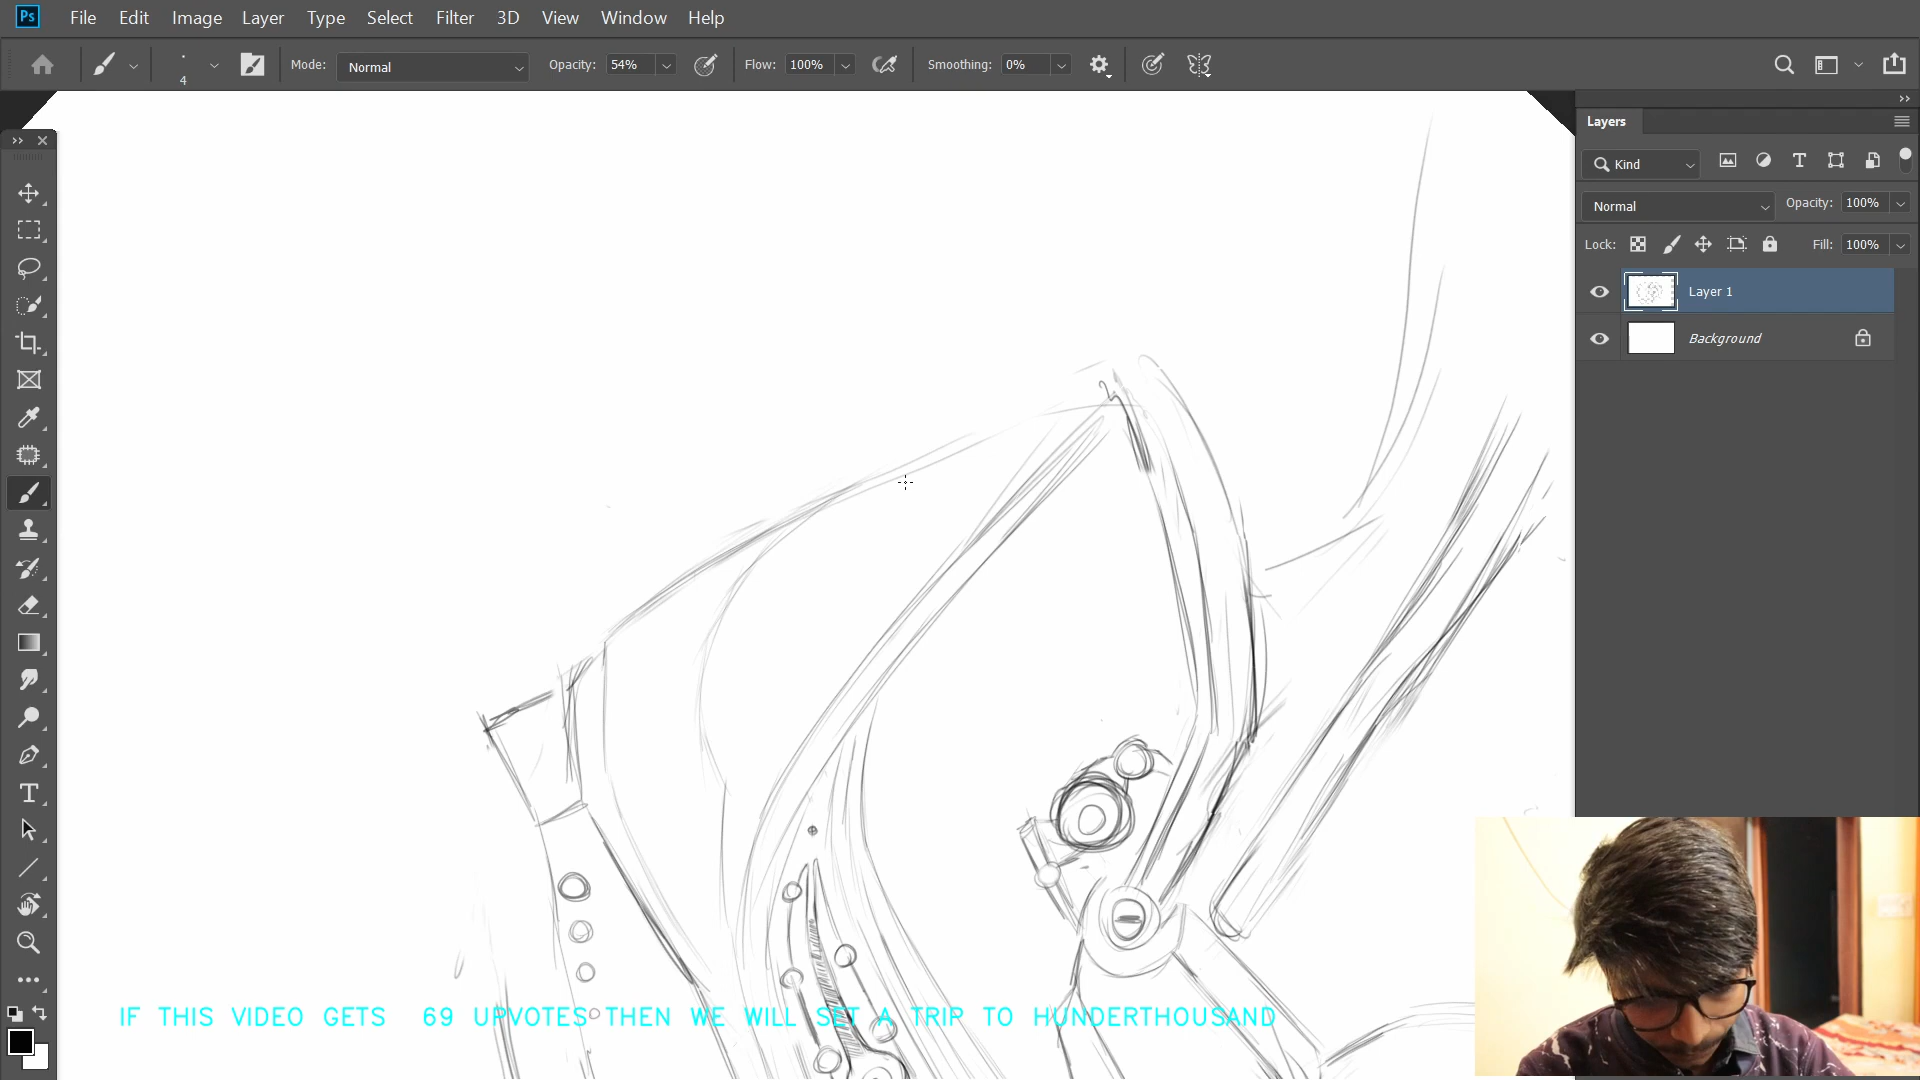 Ps File Edit Image Layer Type Select Filter 3D View Window Help
4 Mode: Normal Opacity: 54% Flow: 100% Smoothing: 0%
Layers
Kind
Normal Opacity: 100%
Lock: Fill: 100%
Layer 1
Background
IF THIS VIDEO GETS 69 UPVOTES THEN WE WILL SET A TRIP TO HUNDERTHOUSAND